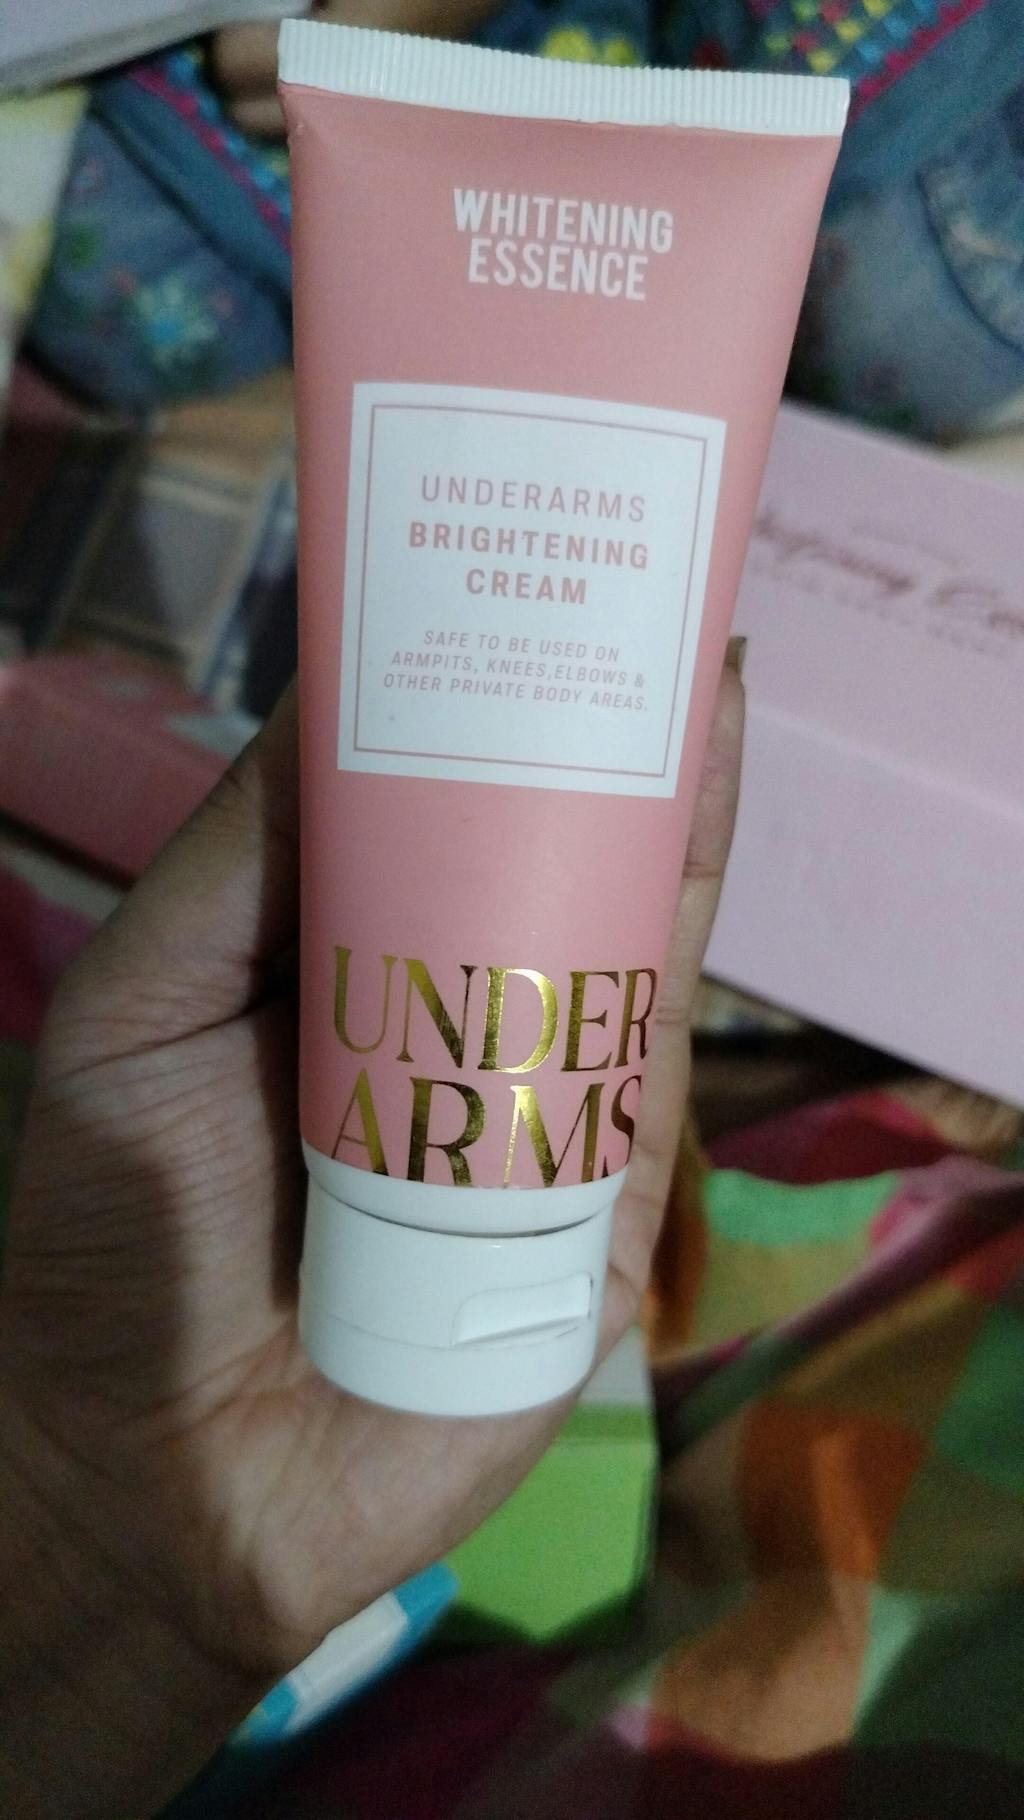 WHITENING
ESSENCE
UNDERARMS
BRIGHTENING
CREAM
SAFE TO BE USED ON
ARMPITS, KNEES,ELBOWS &
OTHER PRIVATE BODY AREAS.
UNDER
ARMS